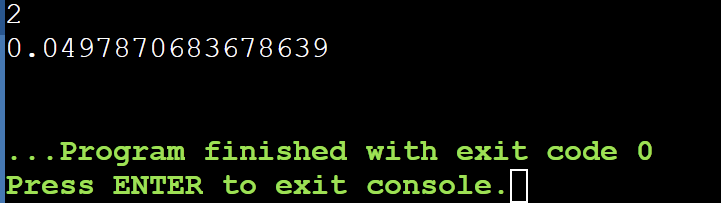 2
0.0497870683678639
...Program finished with exit code 0
Press ENTER to exit console.